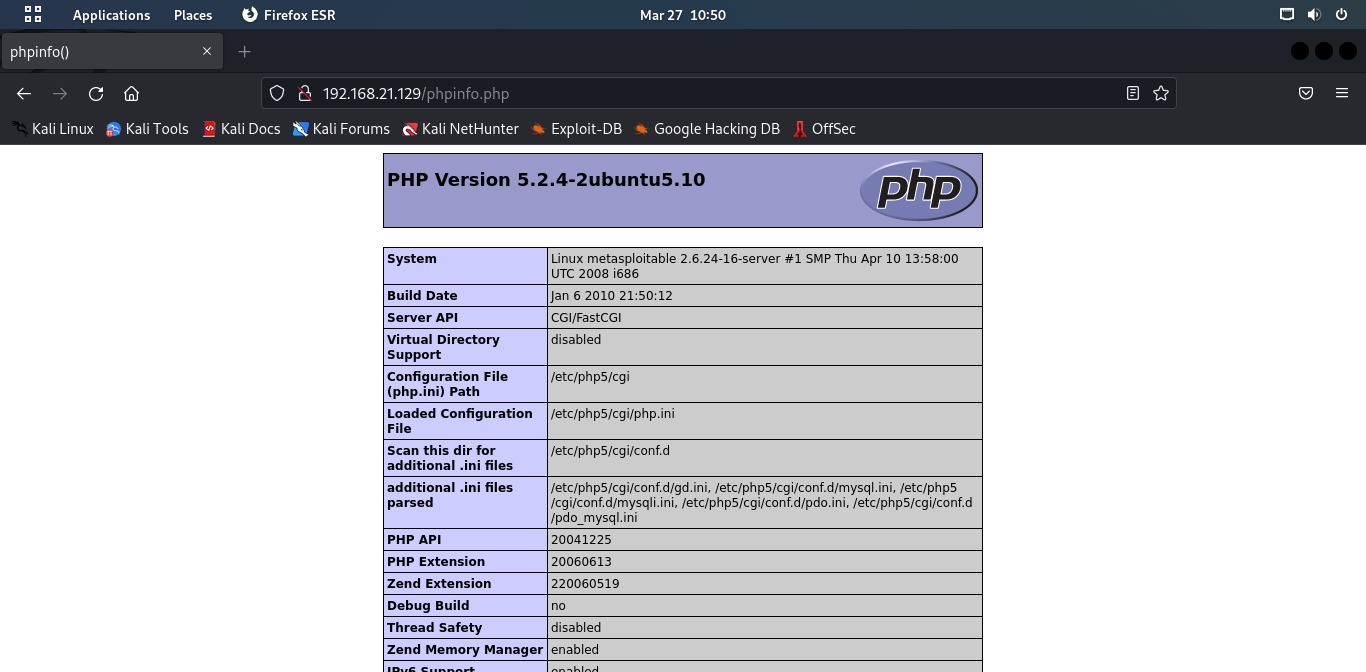 Applications Places Firefox ESR Mar 27 10:50
phpinfo()
192.168.21.129/phpinfo.php
Kali Linux Kali Tools Kali Docs Kali Forums Kali NetHunter Exploit-DB Google Hacking DB OffSec
PHP Version 5.2.4-2ubuntu5.10
php
System Linux metasploitable 2.6.24-16-server #1 SMP Thu Apr 10 13:58:00
UTC 2008 i686
Build Date Jan 6 2010 21:50:12
Server API CGI/FastCGI
Virtual Directory disabled
Support
Configuration File /etc/php5/cgi
(php.ini) Path
Loaded Configuration /etc/php5/cgi/php.ini
File
Scan this dir for /etc/php5/cgi/conf.d
additional .ini files
additional .ini files /etc/php5/cgi/conf.d/gd.ini, /etc/php5/cgi/conf.d/mysql.ini, /etc/php5
parsed /cgi/conf.d/mysqli.ini, /etc/php5/cgi/conf.d/pdo.ini, /etc/php5/cgi/conf.d
/pdo_mysql.ini
PHP API 20041225
PHP Extension 20060613
Zend Extension 220060519
Debug Build no
Thread Safety disabled
Zend Memory Manager enabled
IPv6 Support enabled